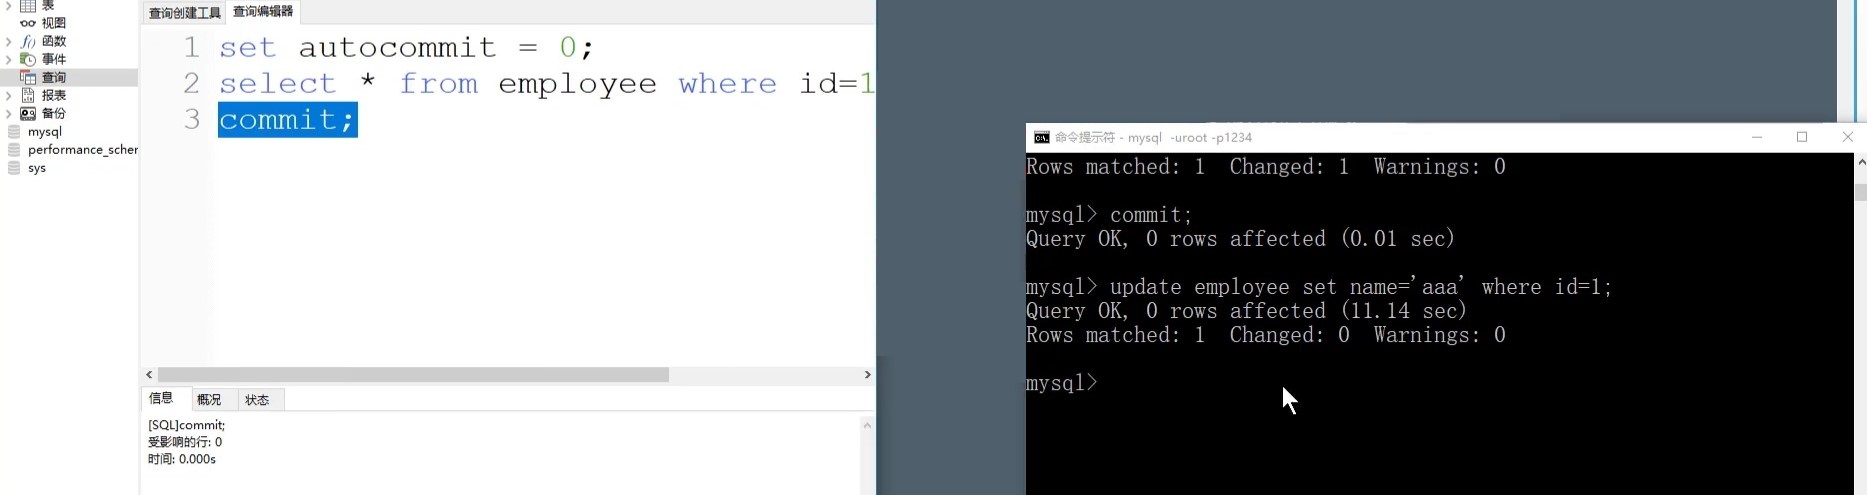 表
视图
函数
事件
查询
报表
备份
mysql
performance_scher
sys
查询创建工具 查询编辑器
1 set autocommit = 0;
2 select * from employee where id=1
3 commit;
信息 概况 状态
[SQL]commit;
受影响的行: 0
时间: 0.000s
命令提示符 - mysql -uroot -p1234
Rows matched: 1 Changed: 1 Warnings: 0
mysql> commit;
Query OK, 0 rows affected (0.01 sec)
mysql> update employee set name='aaa' where id=1;
Query OK, 0 rows affected (11.14 sec)
Rows matched: 1 Changed: 0 Warnings: 0
mysql>